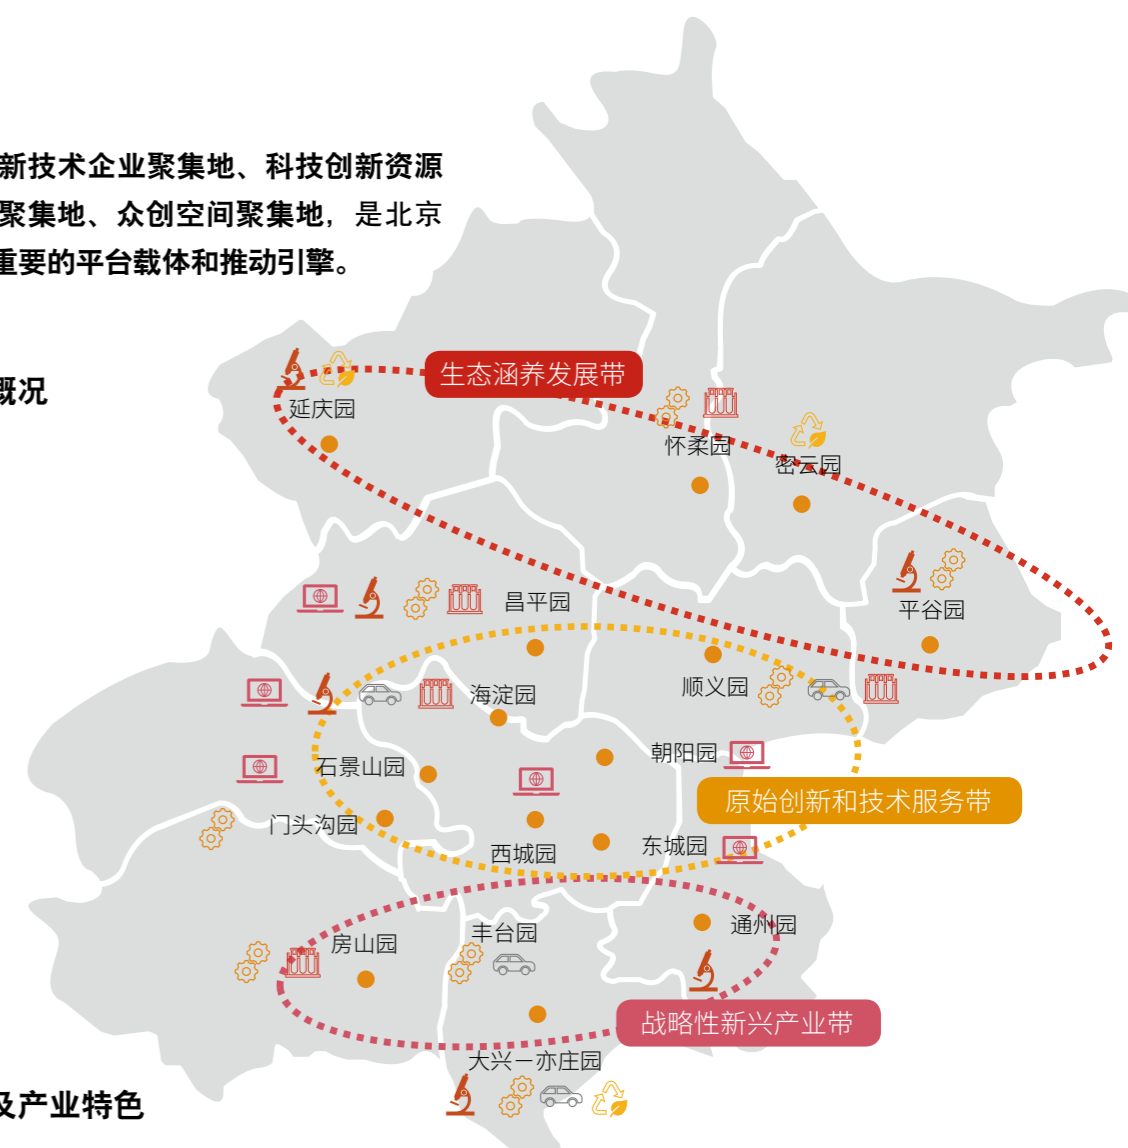 新技术企业聚集地、科技创新资源
聚集地、众创空间聚集地，是北京
重要的平台载体和推动引擎。
概况
生态涵养发展带
延庆园
怀柔园
密云园
平谷园
昌平园
顺义园
海淀园
朝阳园
石景山园
原始创新和技术服务带
门头沟园
西城园
东城园
通州园
丰台园
房山园
战略性新兴产业带
大兴－亦庄园
及产业特色